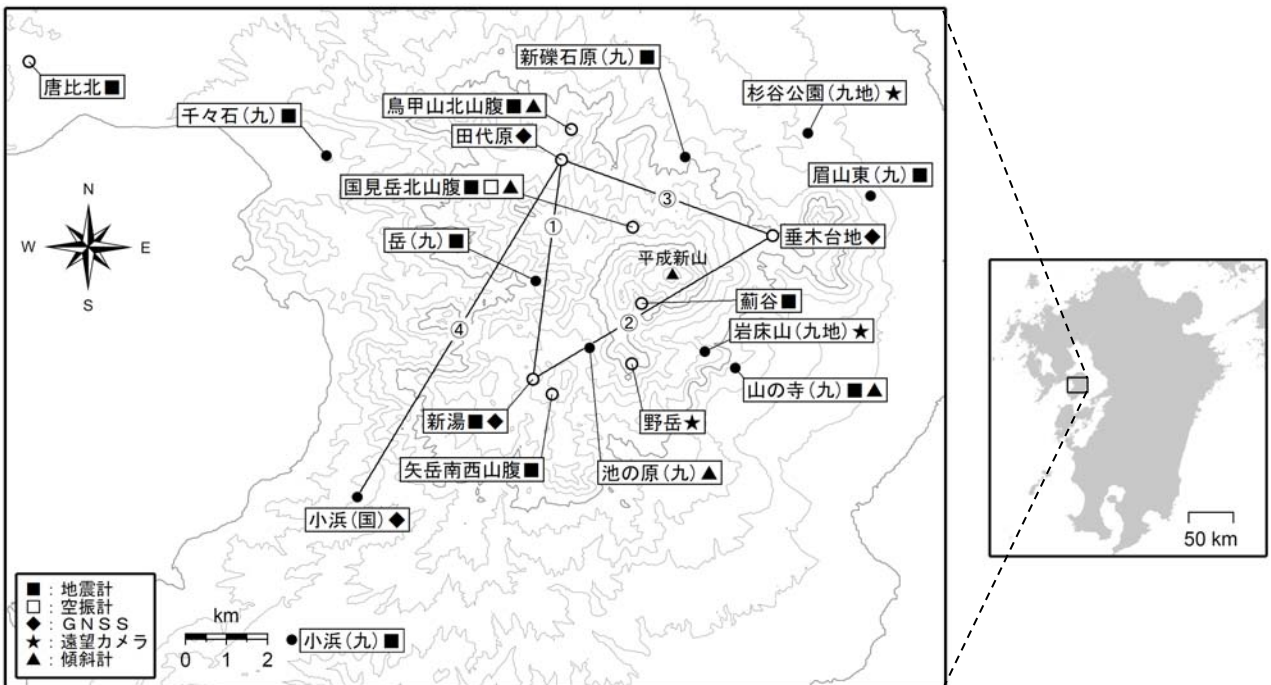 新礫石原(九)■
唐比北■
杉谷公園(九地)★
鳥甲山北山腹■▲
千々石(九)■
田代原◆
眉山東(九)■
国見岳北山腹■□▲
N
W
E
S
③
①
垂木台地◆
岳(九)■
平成新山
▲
薊谷■
②
④
岩床山(九地)★
山の寺(九)■▲
新湯■◆
野岳★
矢岳南西山腹■
池の原(九)▲
小浜(国)◆
■:地震計
□:空振計
◆:GNSS
★:遠望カメラ
▲:傾斜計
km
0 1 2
小浜(九)■
50 km